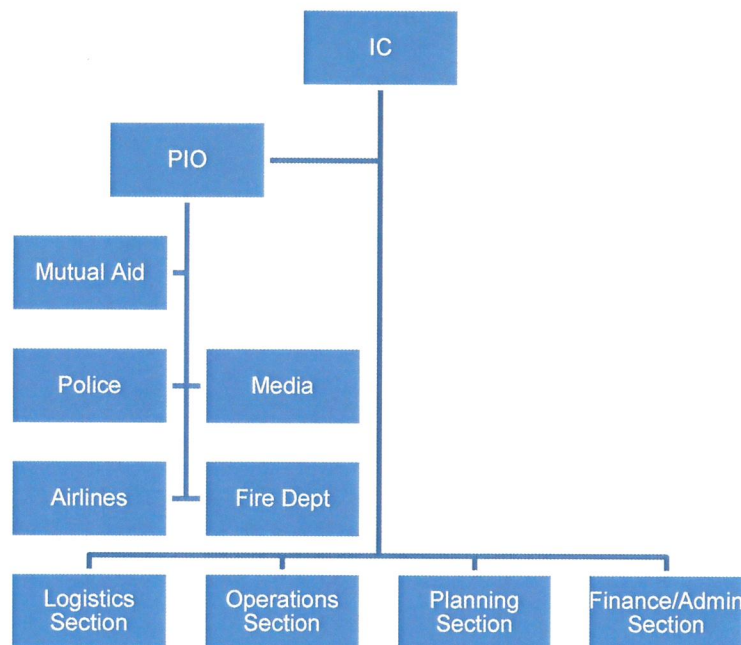 IC
PIO
Mutual Aid
Police
Media
Airlines
Fire Dept
Logistics
Section
Operations
Section
Planning
Section
Finance/Admin
Section